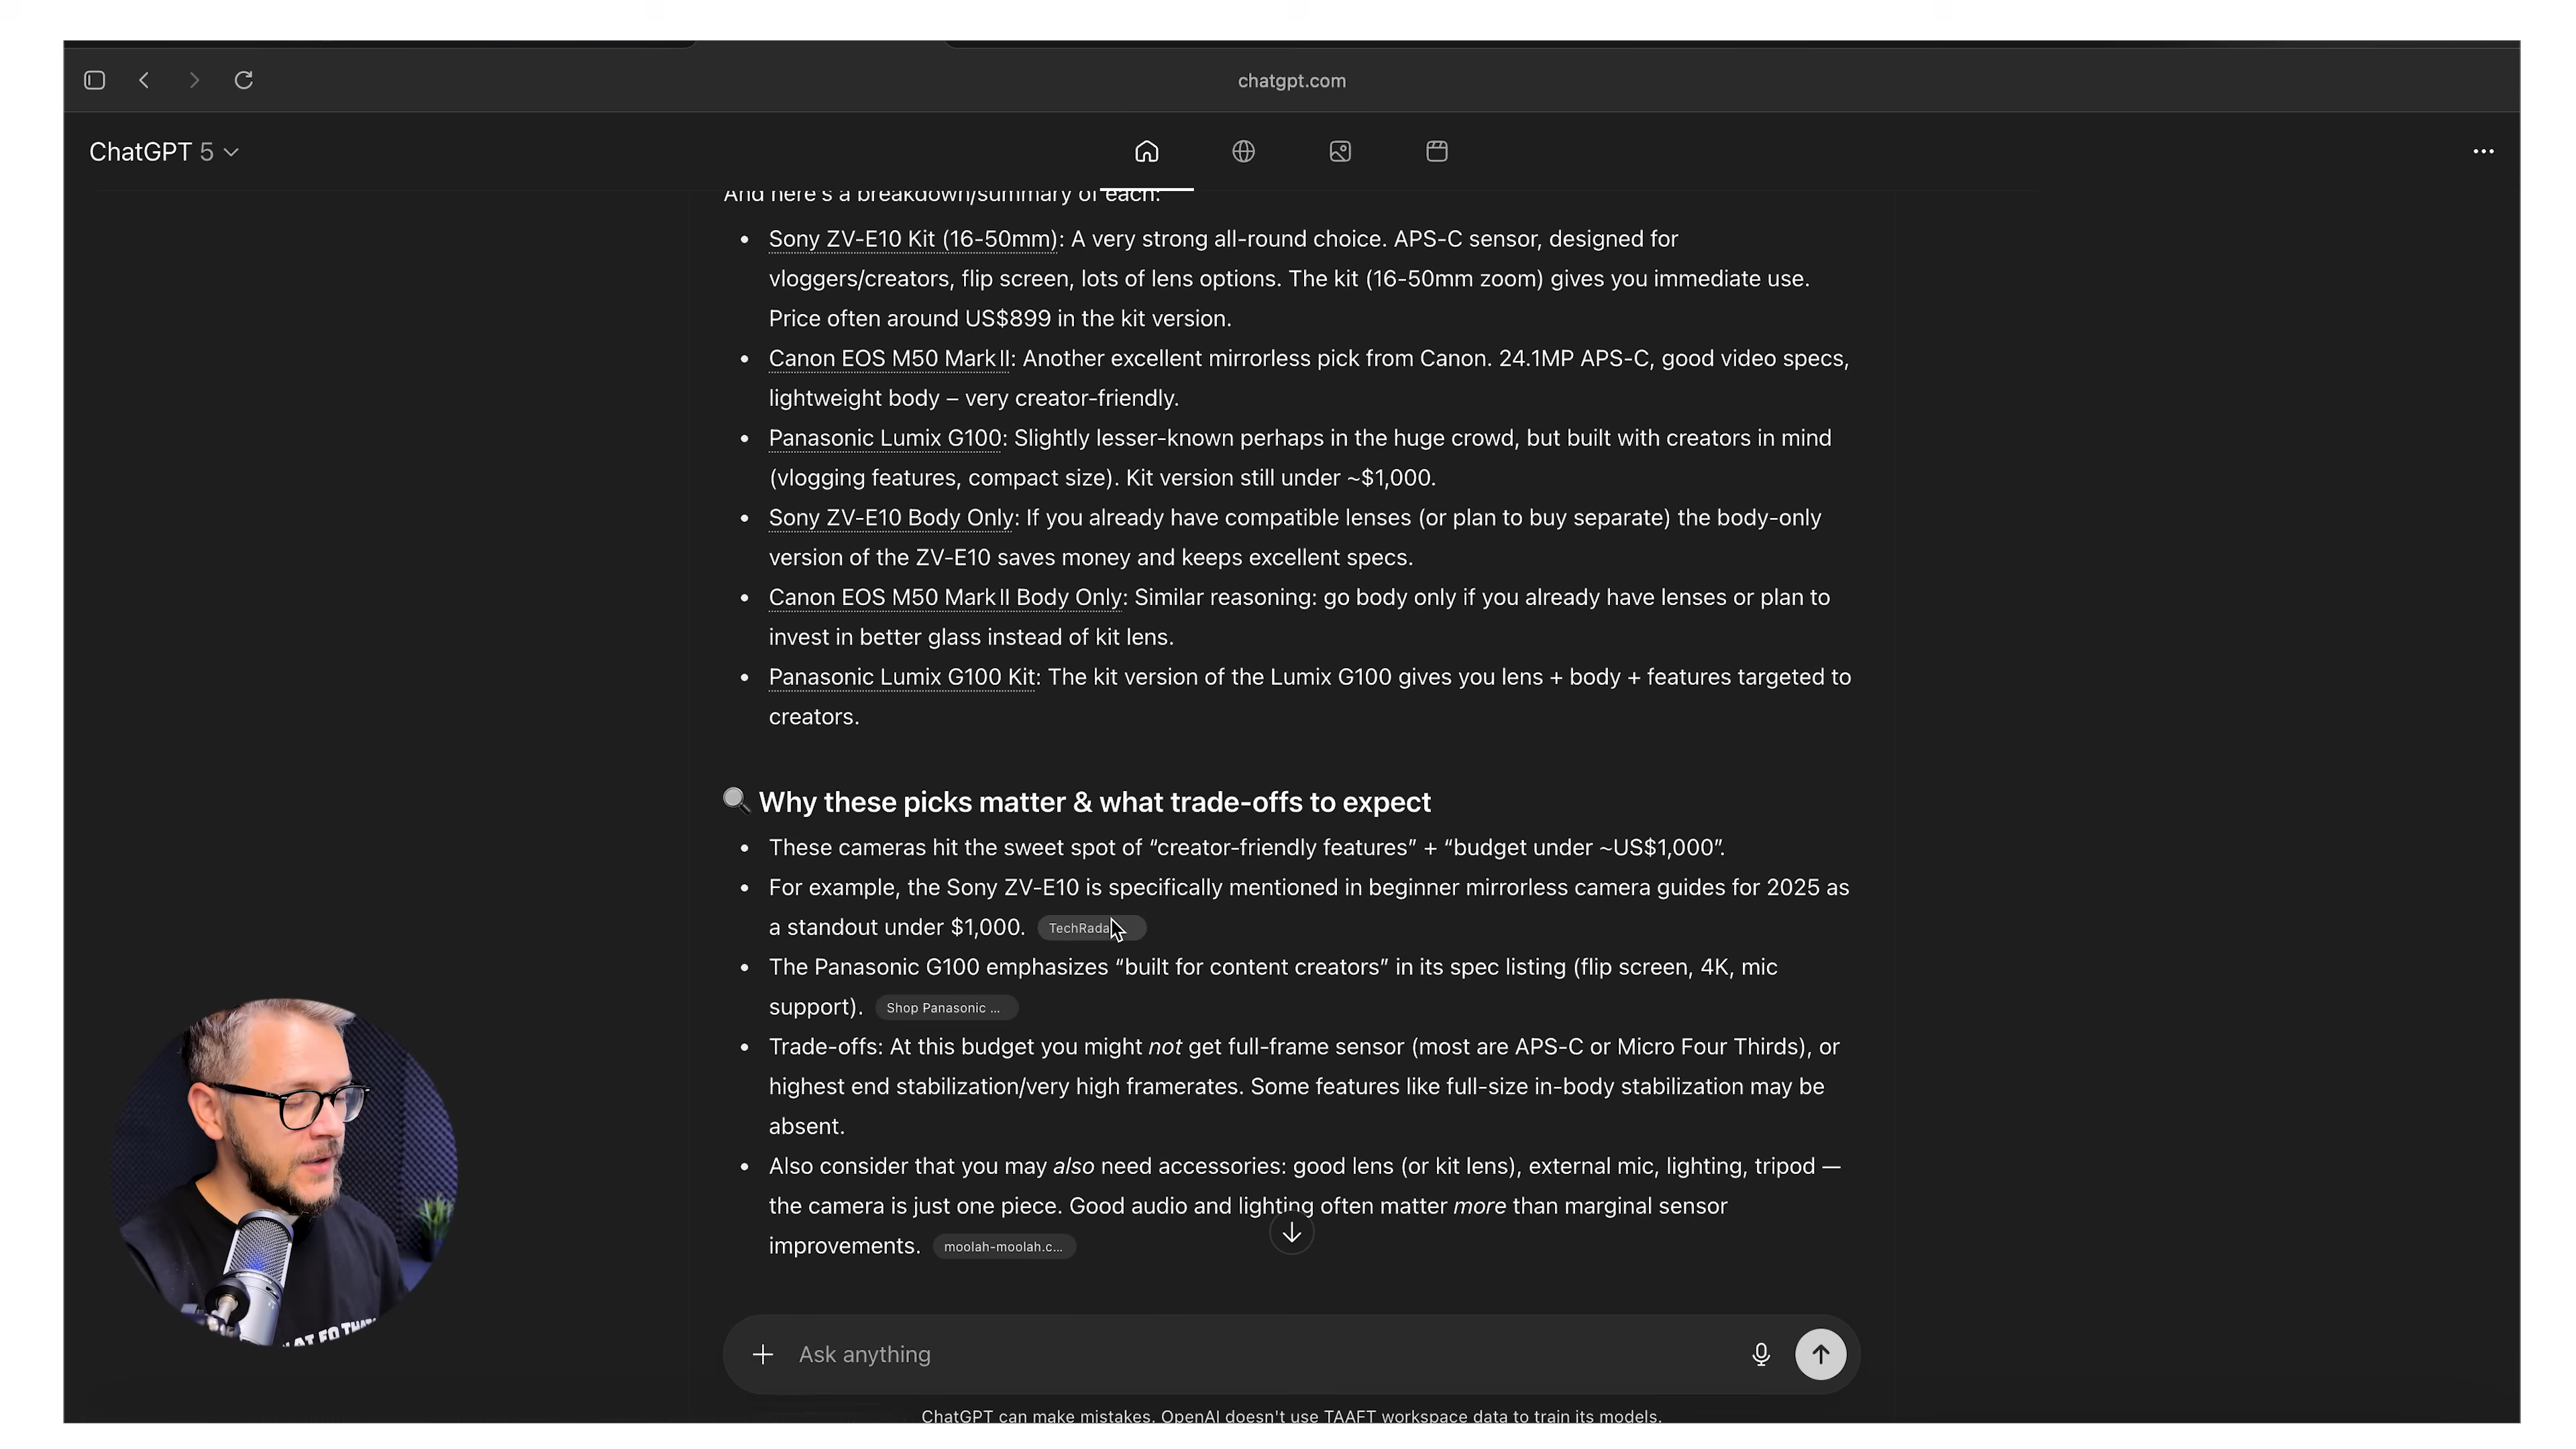 chatgpt.com
ChatGPT 5
And here's a breakdown/summary of each:
• Sony ZV-E10 Kit (16-50mm): A very strong all-round choice. APS-C sensor, designed for
vloggers/creators, flip screen, lots of lens options. The kit (16-50mm zoom) gives you immediate use.
Price often around US$899 in the kit version.
• Canon EOS M50 Mark II: Another excellent mirrorless pick from Canon. 24.1MP APS-C, good video specs,
lightweight body – very creator-friendly.
• Panasonic Lumix G100: Slightly lesser-known perhaps in the huge crowd, but built with creators in mind
(vlogging features, compact size). Kit version still under ~$1,000.
• Sony ZV-E10 Body Only: If you already have compatible lenses (or plan to buy separate) the body-only
version of the ZV-E10 saves money and keeps excellent specs.
• Canon EOS M50 Mark II Body Only: Similar reasoning: go body only if you already have lenses or plan to
invest in better glass instead of kit lens.
• Panasonic Lumix G100 Kit: The kit version of the Lumix G100 gives you lens + body + features targeted to
creators.
🔍 Why these picks matter & what trade-offs to expect
• These cameras hit the sweet spot of “creator-friendly features” + “budget under ~US$1,000”.
• For example, the Sony ZV-E10 is specifically mentioned in beginner mirrorless camera guides for 2025 as
a standout under $1,000. TechRada
• The Panasonic G100 emphasizes “built for content creators” in its spec listing (flip screen, 4K, mic
support). Shop Panasonic ...
• Trade-offs: At this budget you might not get full-frame sensor (most are APS-C or Micro Four Thirds), or
highest end stabilization/very high framerates. Some features like full-size in-body stabilization may be
absent.
• Also consider that you may also need accessories: good lens (or kit lens), external mic, lighting, tripod —
the camera is just one piece. Good audio and lighting often matter more than marginal sensor
improvements. moolah-moolah.c...
Ask anything
ChatGPT can make mistakes. OpenAI doesn't use TAAFT workspace data to train its models.